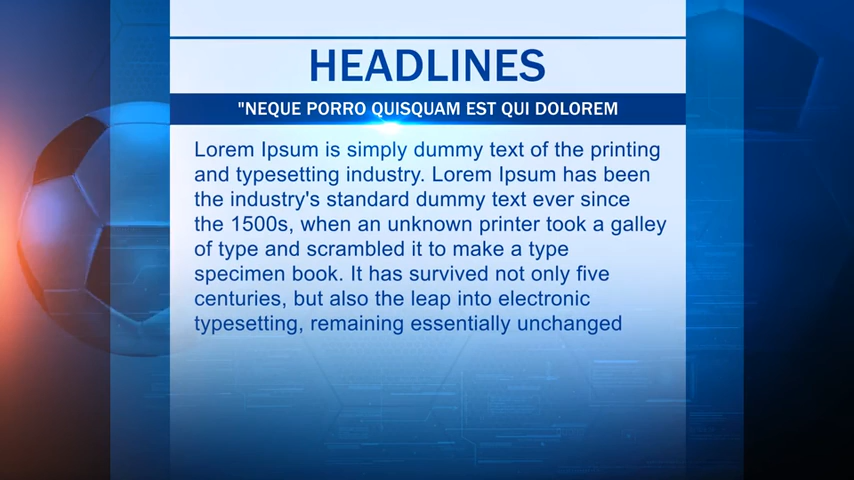 HEADLINES
"NEQUE PORRO QUISQUAM EST QUI DOLOREM
Lorem Ipsum is simply dummy text of the printing
and typesetting industry. Lorem Ipsum has been
the industry's standard dummy text ever since
the 1500s, when an unknown printer took a galley
of type and scrambled it to make a type
specimen book. It has survived not only five
centuries, but also the leap into electronic
typesetting, remaining essentially unchanged